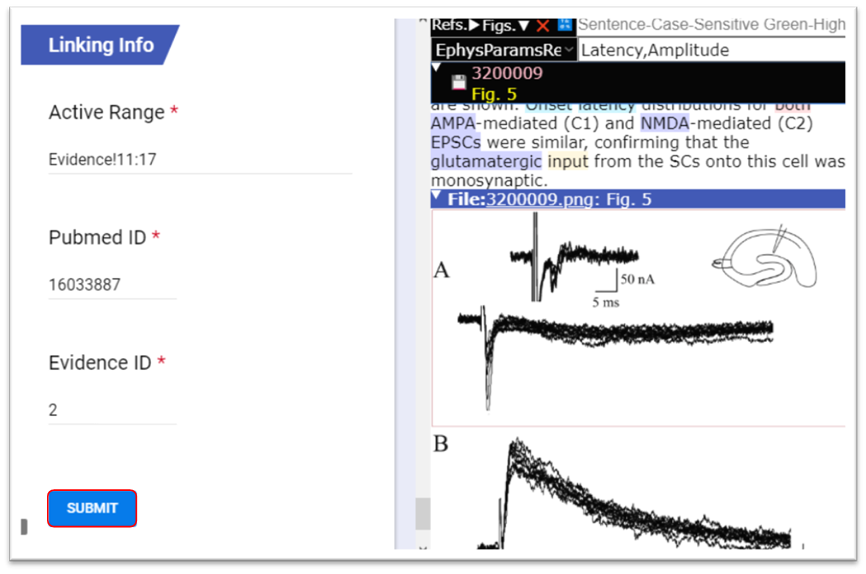 Linking Info
Active Range *
Evidence!11:17
Pubmed ID *
16033887
Evidence ID *
2
SUBMIT
Refs.▶Figs.▼
Sentence-Case-Sensitive Green-High
EphysParamsRe
Latency,Amplitude
3200009
Fig. 5
are shown. Onset latency distributions for both
AMPA-mediated (C1) and NMDA-mediated (C2)
EPSCs were similar, confirming that the
glutamatergic input from the SCs onto this cell was
monosynaptic.
File:3200009.png: Fig. 5
A
50 nA
5 ms
B